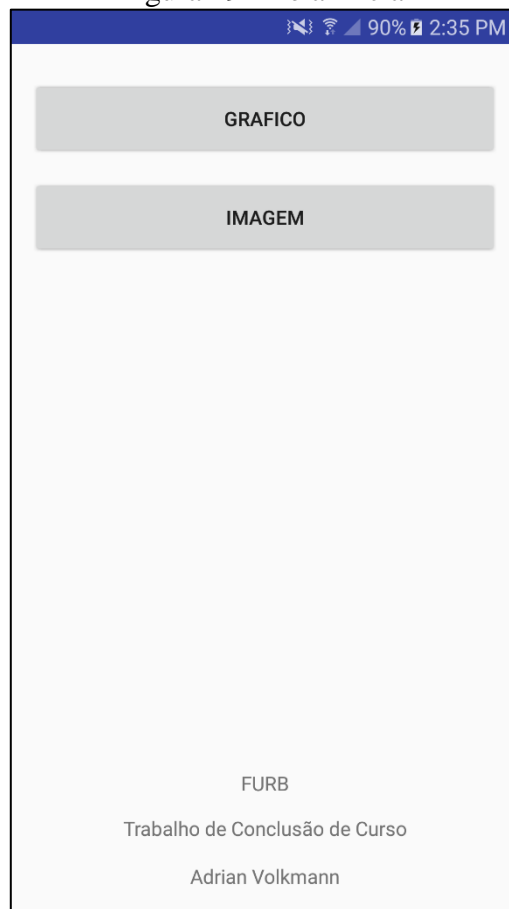 90% 2:35 PM
GRAFICO
IMAGEM
FURB
Trabalho de Conclusão de Curso
Adrian Volkmann